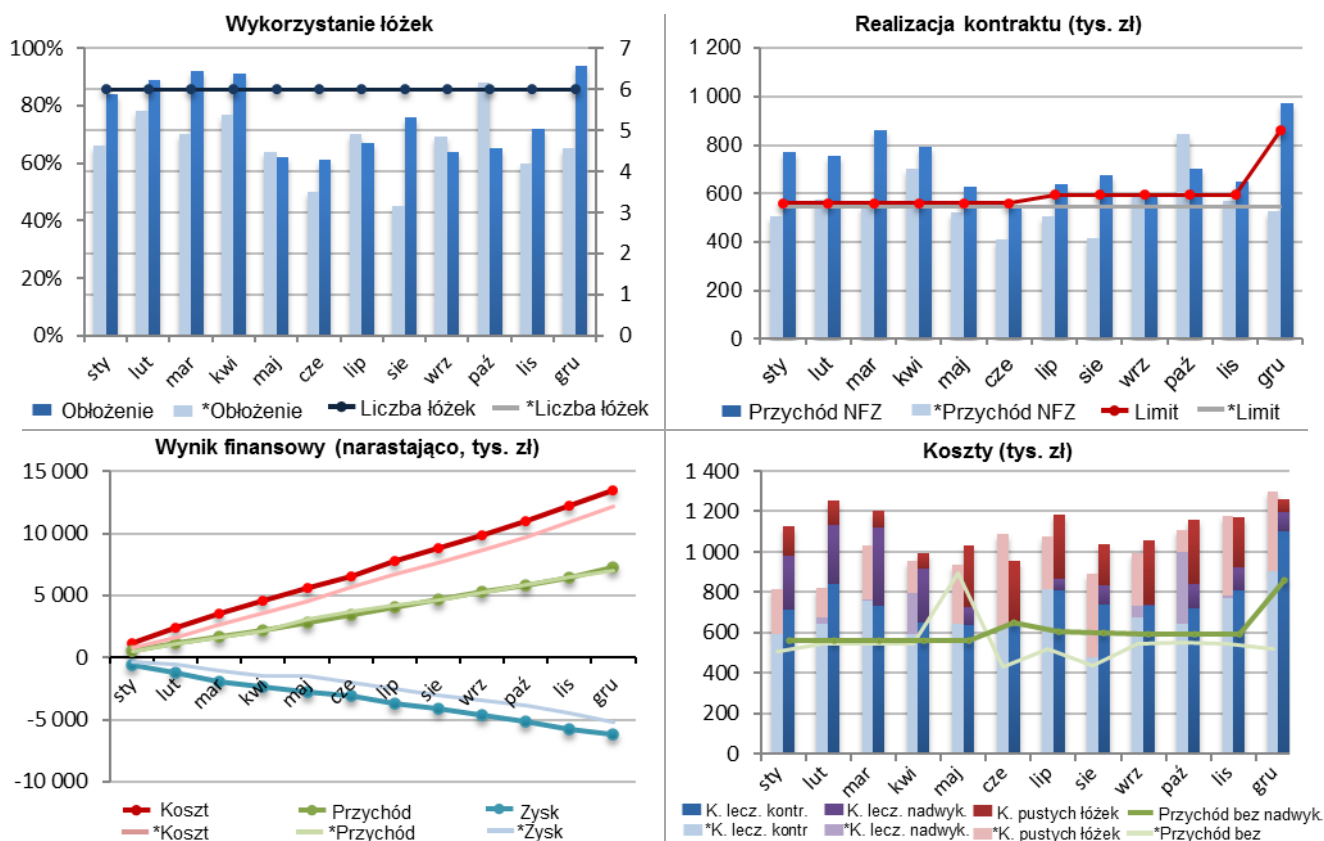 Wykorzystanie łóżek
100%
80%
60%
40%
20%
0%
7
6
5
4
3
2
1
0
sty lut mar kwi maj cze lip sie wrz paź lis gru
Obłożenie *Obłożenie Liczba łóżek *Liczba łóżek
Realizacja kontraktu (tys. zł)
1 200
1 000
800
600
400
200
0
sty lut mar kwi maj cze lip sie wrz paź lis gru
Przychód NFZ *Przychód NFZ Limit *Limit
Wynik finansowy (narastająco, tys. zł)
15 000
10 000
5 000
0
-5 000
-10 000
sty lut mar kwi maj cze lip sie wrz paź lis gru
Koszt Przychód Zysk
*Koszt *Przychód *Zysk
Koszty (tys. zł)
1 400
1 200
1 000
800
600
400
200
0
sty lut mar kwi maj cze lip sie wrz paź lis gru
K. lecz. kontr. K. lecz. nadwyk. K. pustych łóżek Przychód bez nadwyk.
*K. lecz. kontr *K. lecz. nadwyk. *K. pustych łóżek *Przychód bez